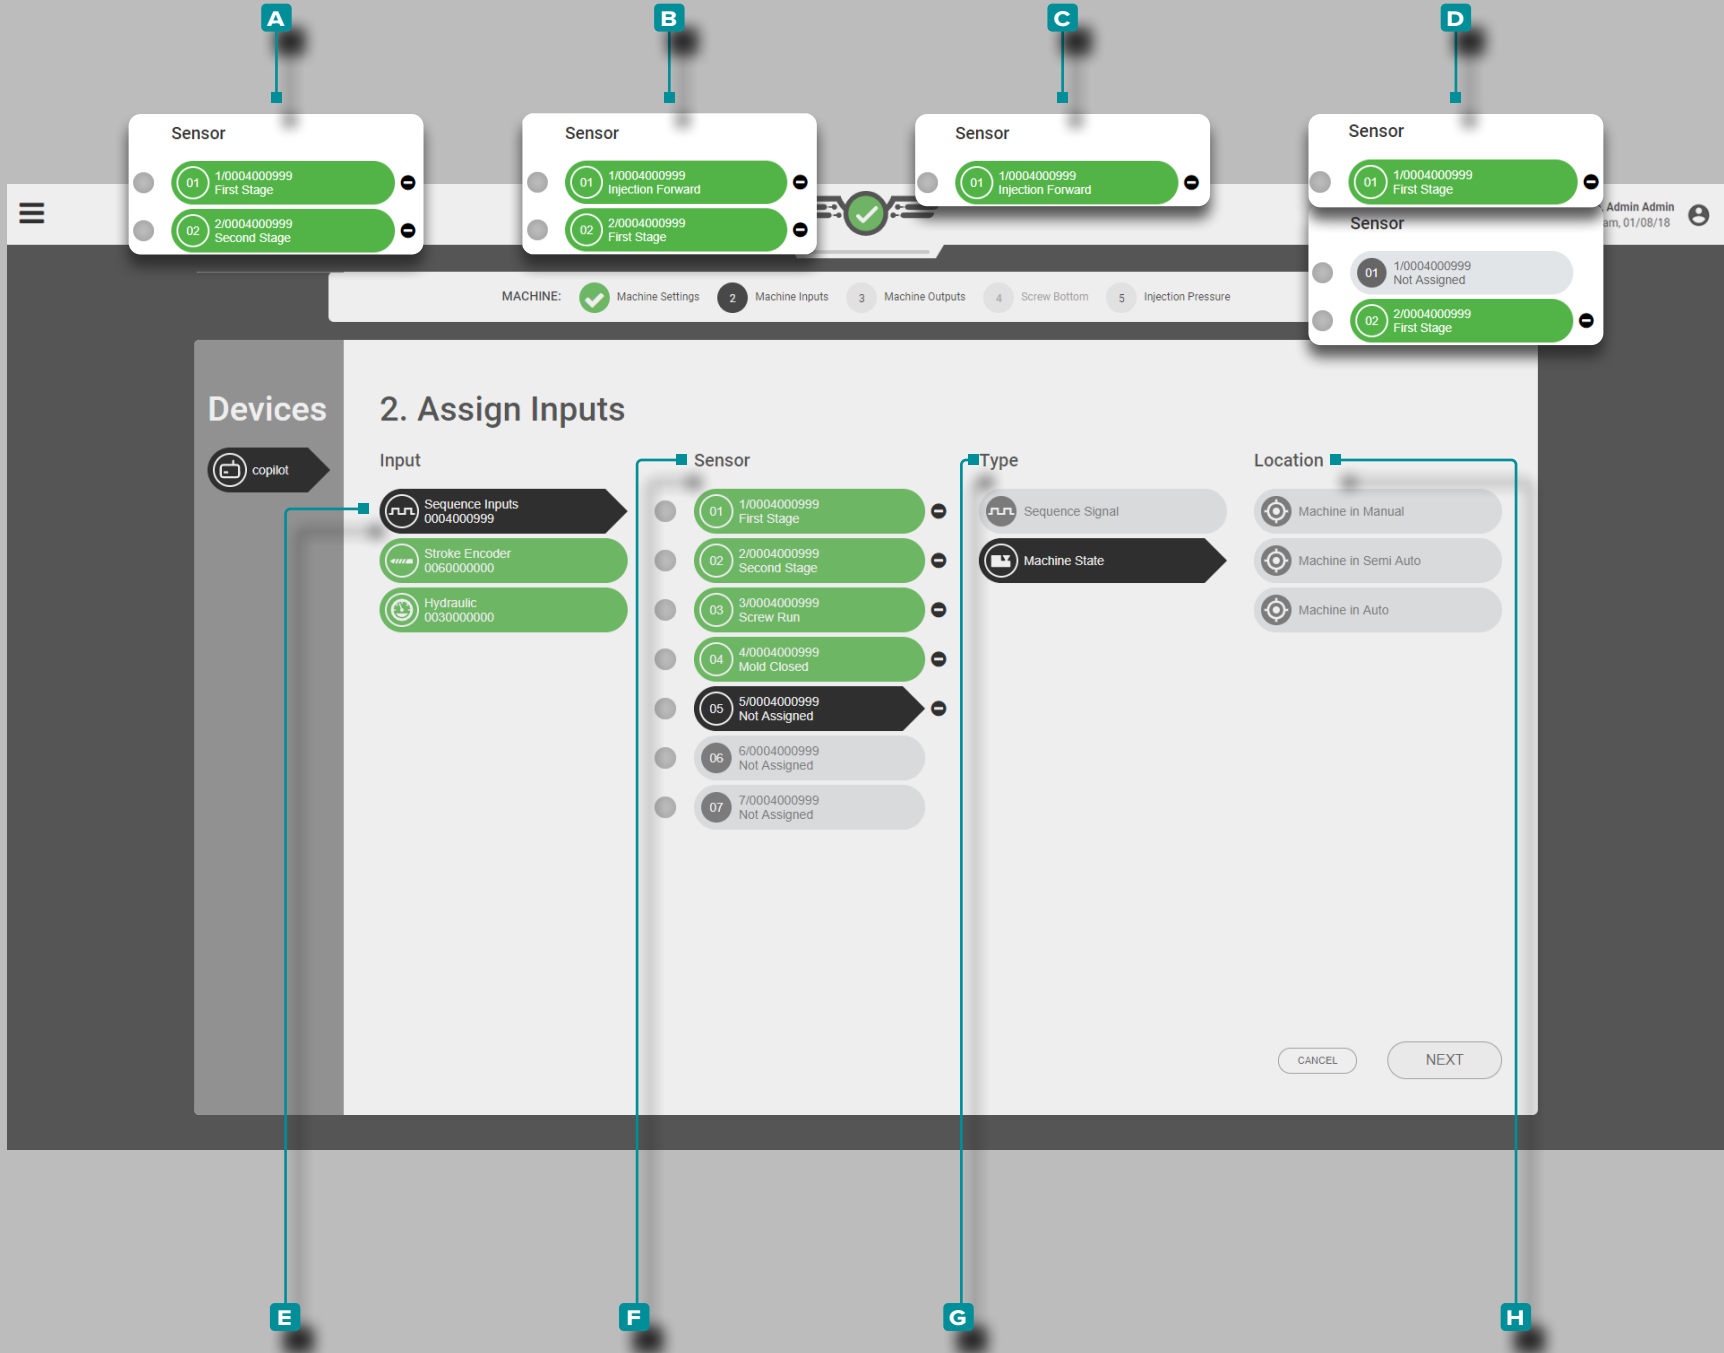 A
B
C
D
Sensor
01
1/0004000999
First Stage
02
2/0004000999
Second Stage
Sensor
01
1/0004000999
Injection Forward
02
2/0004000999
First Stage
Sensor
01
1/0004000999
Injection Forward
Sensor
01
1/0004000999
First Stage
Sensor
01
1/0004000999
Not Assigned
02
2/0004000999
First Stage
Admin Admin
am, 01/08/18
MACHINE: Machine Settings 2 Machine Inputs 3 Machine Outputs 4 Screw Bottom 5 Injection Pressure
Devices
copilot
2. Assign Inputs
Input
Sequence Inputs
0004000999
Stroke Encoder
0060000000
Hydraulic
0030000000
Sensor
01
1/0004000999
First Stage
02
2/0004000999
Second Stage
03
3/0004000999
Screw Run
04
4/0004000999
Mold Closed
05
5/0004000999
Not Assigned
06
6/0004000999
Not Assigned
07
7/0004000999
Not Assigned
Type
Sequence Signal
Machine State
Location
Machine in Manual
Machine in Semi Auto
Machine in Auto
CANCEL
NEXT
E
F
G
H